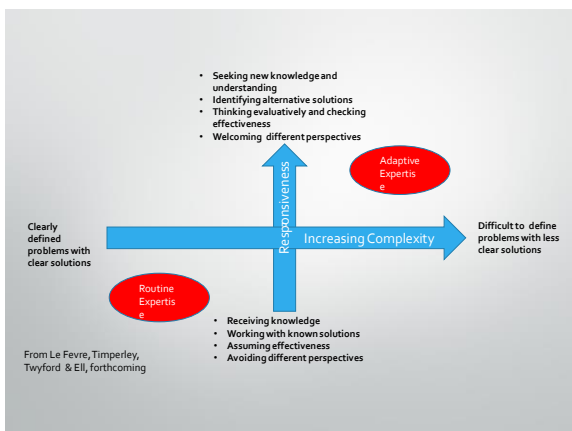 • Seeking new knowledge and
understanding
• Identifying alternative solutions
• Thinking evaluatively and checking
effectiveness
• Welcoming different perspectives
Adaptive
Expertis
e
Responsiveness
Clearly
defined
problems with
clear solutions
Increasing Complexity
Difficult to define
problems with less
clear solutions
Routine
Expertis
e
• Receiving knowledge
• Working with known solutions
• Assuming effectiveness
• Avoiding different perspectives
From Le Fevre, Timperley,
Twyford & Ell, forthcoming